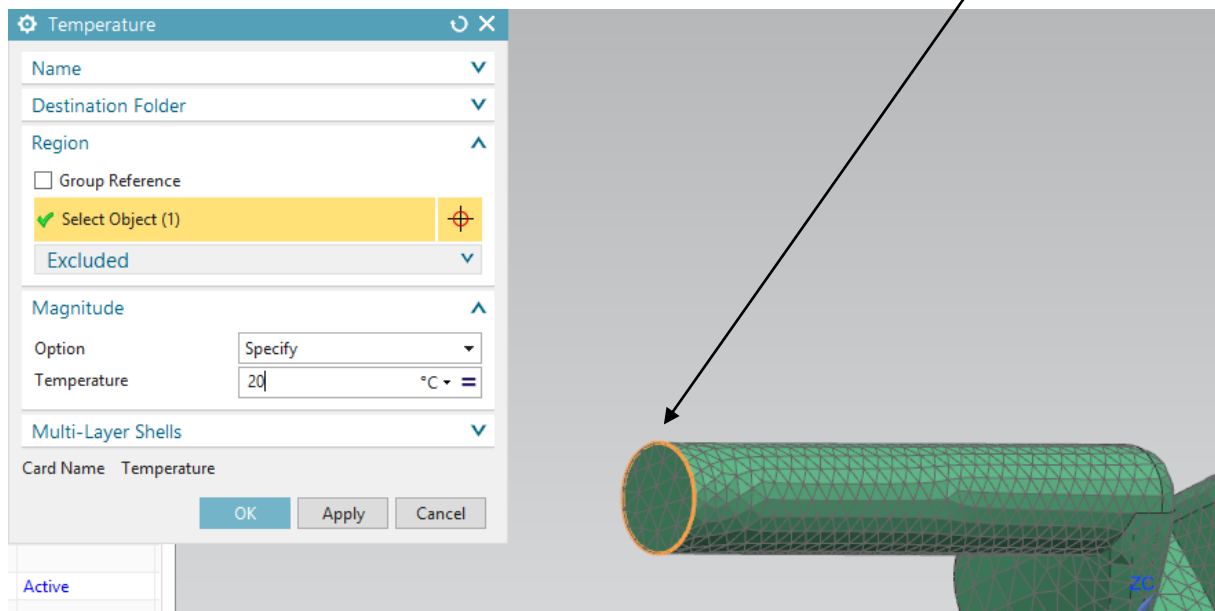 Temperature
Name
Destination Folder
Region
Group Reference
Select Object (1)
Excluded
Magnitude
Option Specify
Temperature 20 °C =
Multi-Layer Shells
Card Name Temperature
OK Apply Cancel
Active
ZC